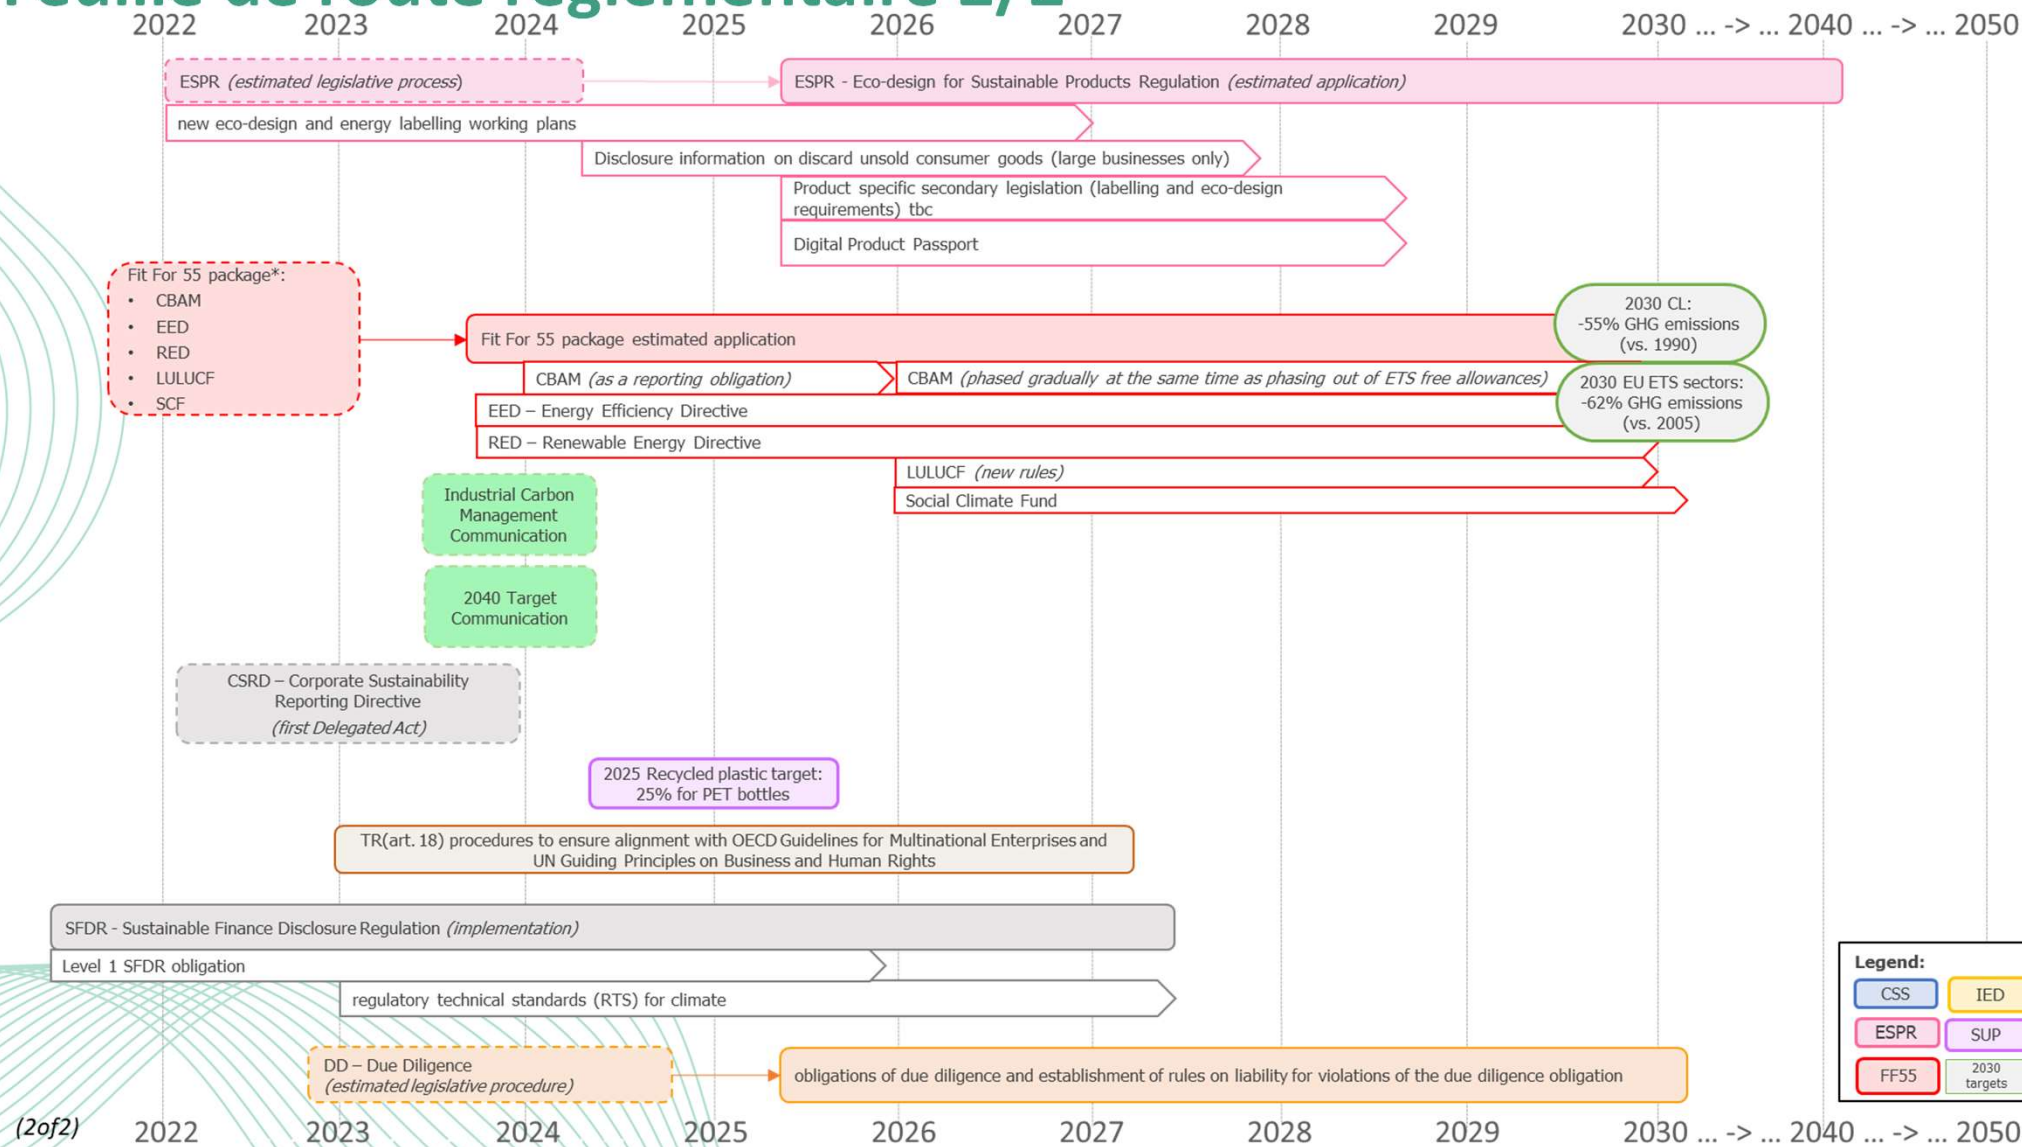 Feuille de route réglementaire 2/2
2022 2023 2024 2025 2026 2027 2028 2029 2030 ... -> ... 2040 ... -> ... 2050
ESPR (estimated legislative process)
ESPR - Eco-design for Sustainable Products Regulation (estimated application)
new eco-design and energy labelling working plans
Disclosure information on discard unsold consumer goods (large businesses only)
Product specific secondary legislation (labelling and eco-design
requirements) tbc
Digital Product Passport
Fit For 55 package*:
• CBAM
• EED
• RED
• LULUCF
• SCF
Fit For 55 package estimated application
2030 CL:
-55% GHG emissions
(vs. 1990)
CBAM (as a reporting obligation)
CBAM (phased gradually at the same time as phasing out of ETS free allowances)
2030 EU ETS sectors:
-62% GHG emissions
(vs. 2005)
EED – Energy Efficiency Directive
RED – Renewable Energy Directive
LULUCF (new rules)
Social Climate Fund
Industrial Carbon
Management
Communication
2040 Target
Communication
CSRD – Corporate Sustainability
Reporting Directive
(first Delegated Act)
2025 Recycled plastic target:
25% for PET bottles
TR(art. 18) procedures to ensure alignment with OECD Guidelines for Multinational Enterprises and
UN Guiding Principles on Business and Human Rights
SFDR - Sustainable Finance Disclosure Regulation (implementation)
Level 1 SFDR obligation
regulatory technical standards (RTS) for climate
DD – Due Diligence
(estimated legislative procedure)
obligations of due diligence and establishment of rules on liability for violations of the due diligence obligation
Legend:
CSS IED
ESPR SUP
FF55 2030
targets
(2of2)
2022 2023 2024 2025 2026 2027 2028 2029 2030 ... -> ... 2040 ... -> ... 2050